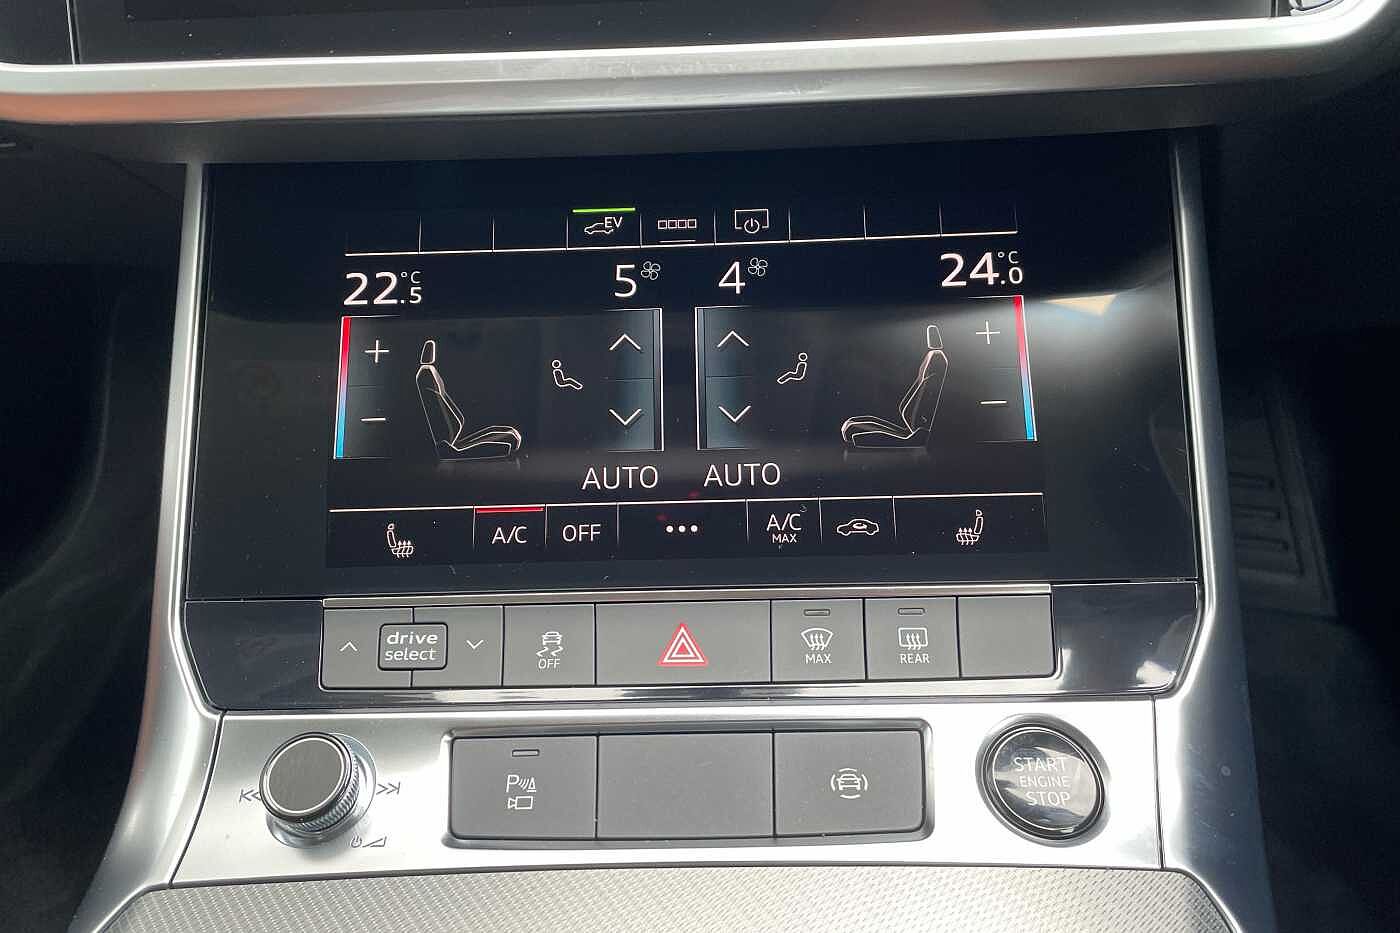 EV
22.5°C
5
4
24.0°C
AUTO
AUTO
A/C
OFF
A/C
MAX
drive
select
OFF
MAX
REAR
P
START
ENGINE
STOP